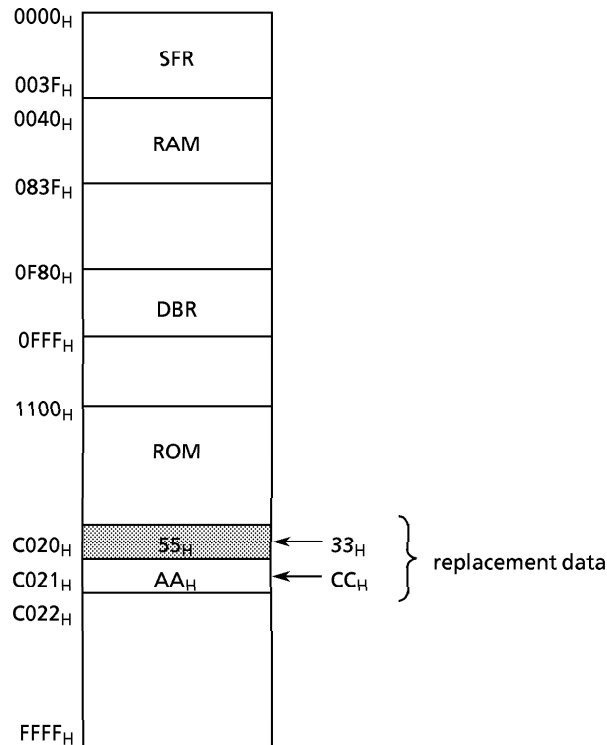 0000H
SFR
003FH
0040H
RAM
083FH
0F80H
DBR
0FFFH
1100H
ROM
C020H 55H 33H
replacement data
C021H AAH CCH
C022H
FFFFH